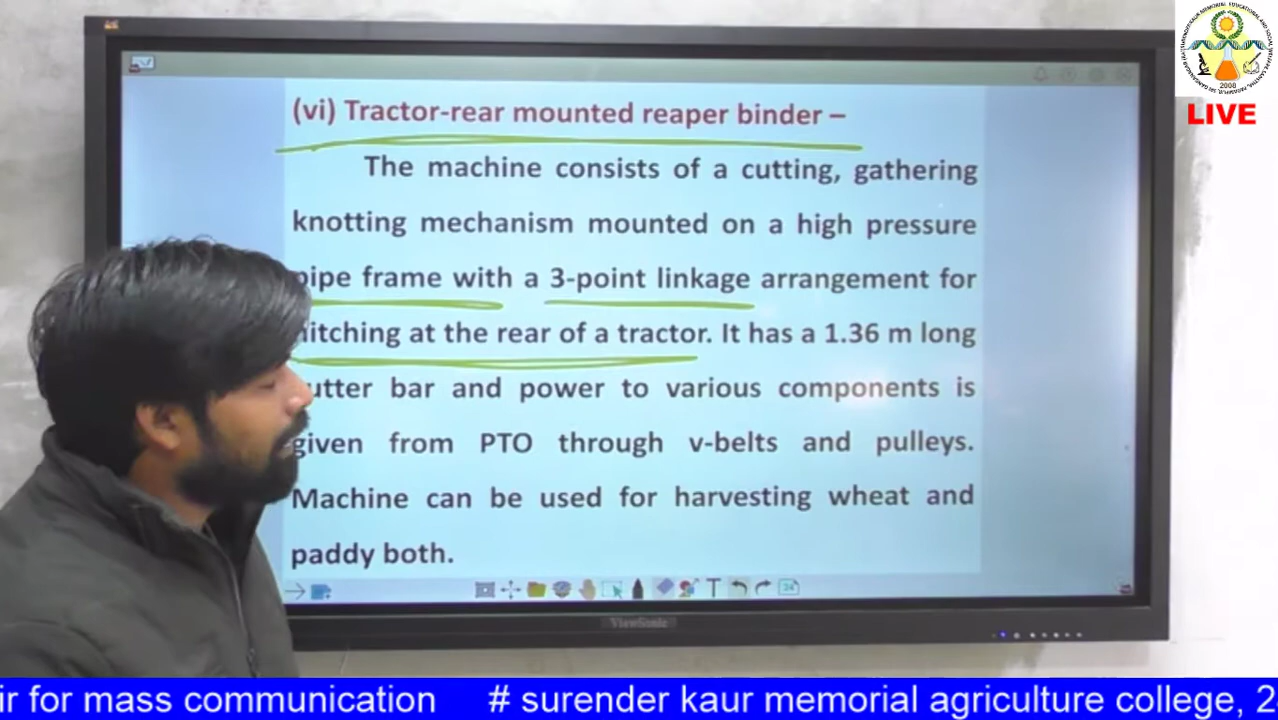 (vi) Tractor-rear mounted reaper binder –
The machine consists of a cutting, gathering
knotting mechanism mounted on a high pressure
pipe frame with a 3-point linkage arrangement for
hitching at the rear of a tractor. It has a 1.36 m long
cutter bar and power to various components is
given from PTO through v-belts and pulleys.
Machine can be used for harvesting wheat and
paddy both.
ViewSonic
2008
LIVE
ir for mass communication # surender kaur memorial agriculture college, 2